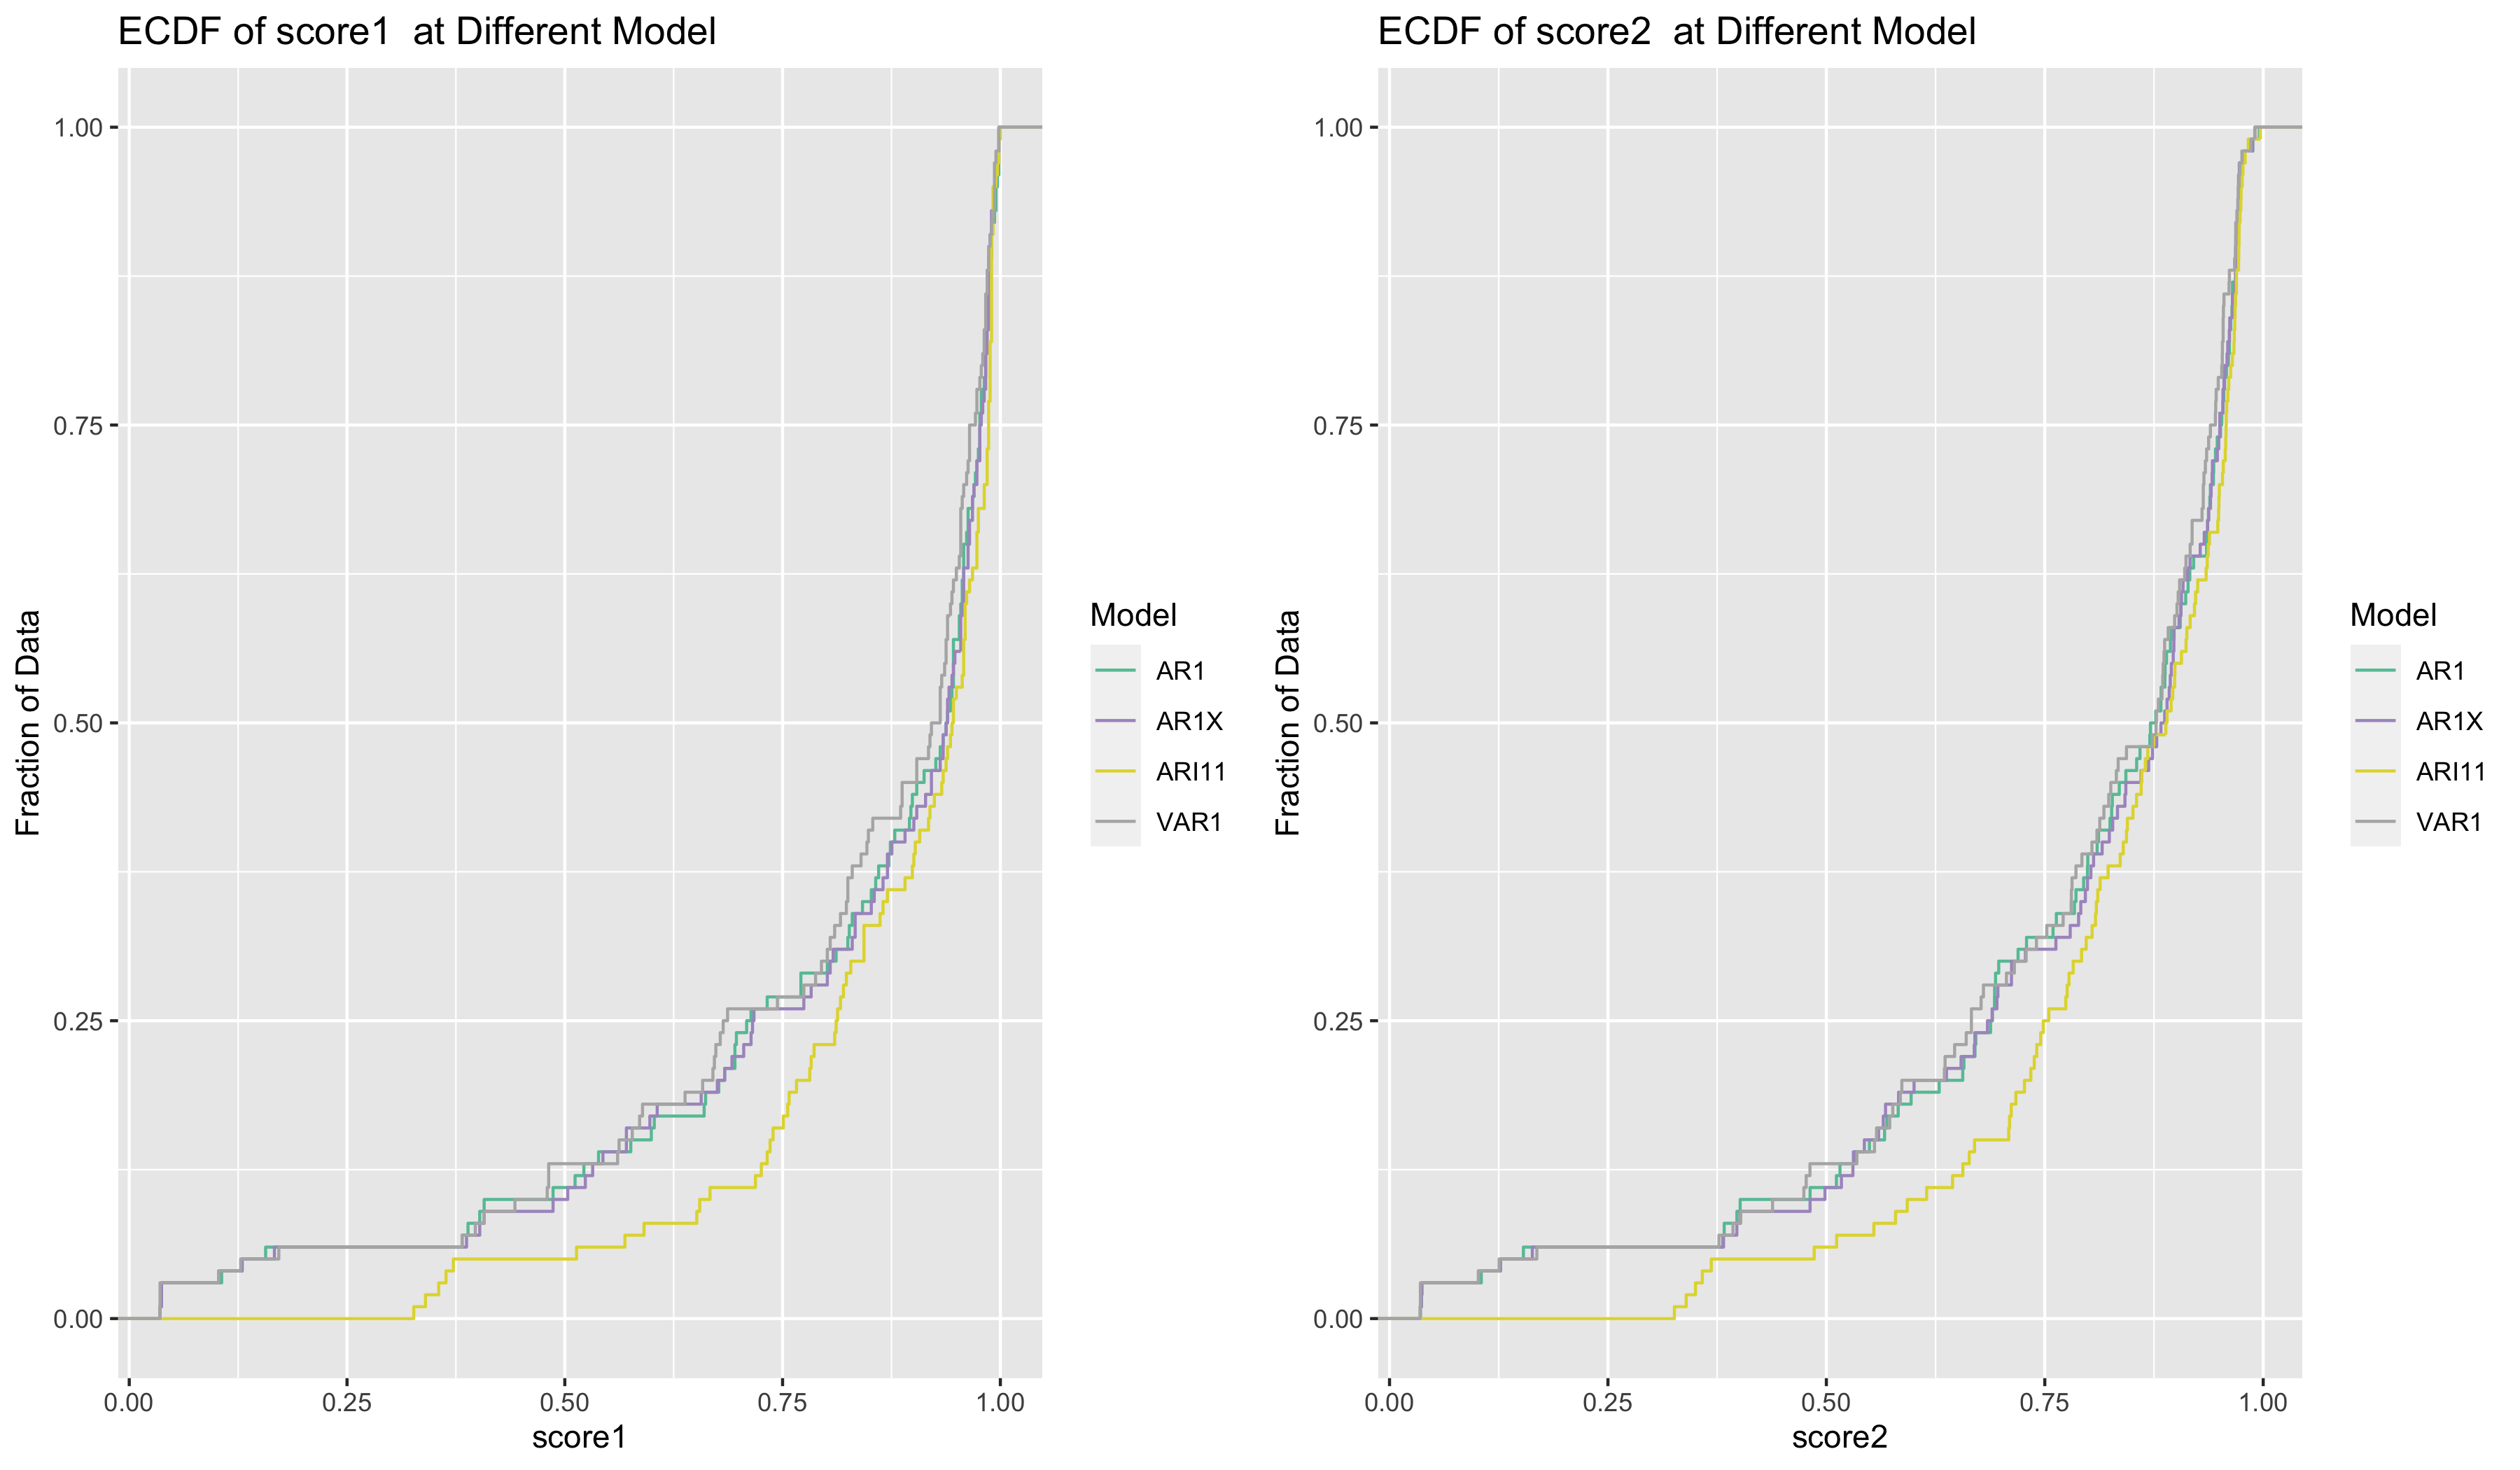 ECDF of score1  at Different Model
1.00
0.75
0.50
0.25
0.00
Fraction of Data
0.00 0.25 0.50 0.75 1.00
score1
Model
AR1
AR1X
ARI11
VAR1
ECDF of score2  at Different Model
1.00
0.75
0.50
0.25
0.00
Fraction of Data
0.00 0.25 0.50 0.75 1.00
score2
Model
AR1
AR1X
ARI11
VAR1